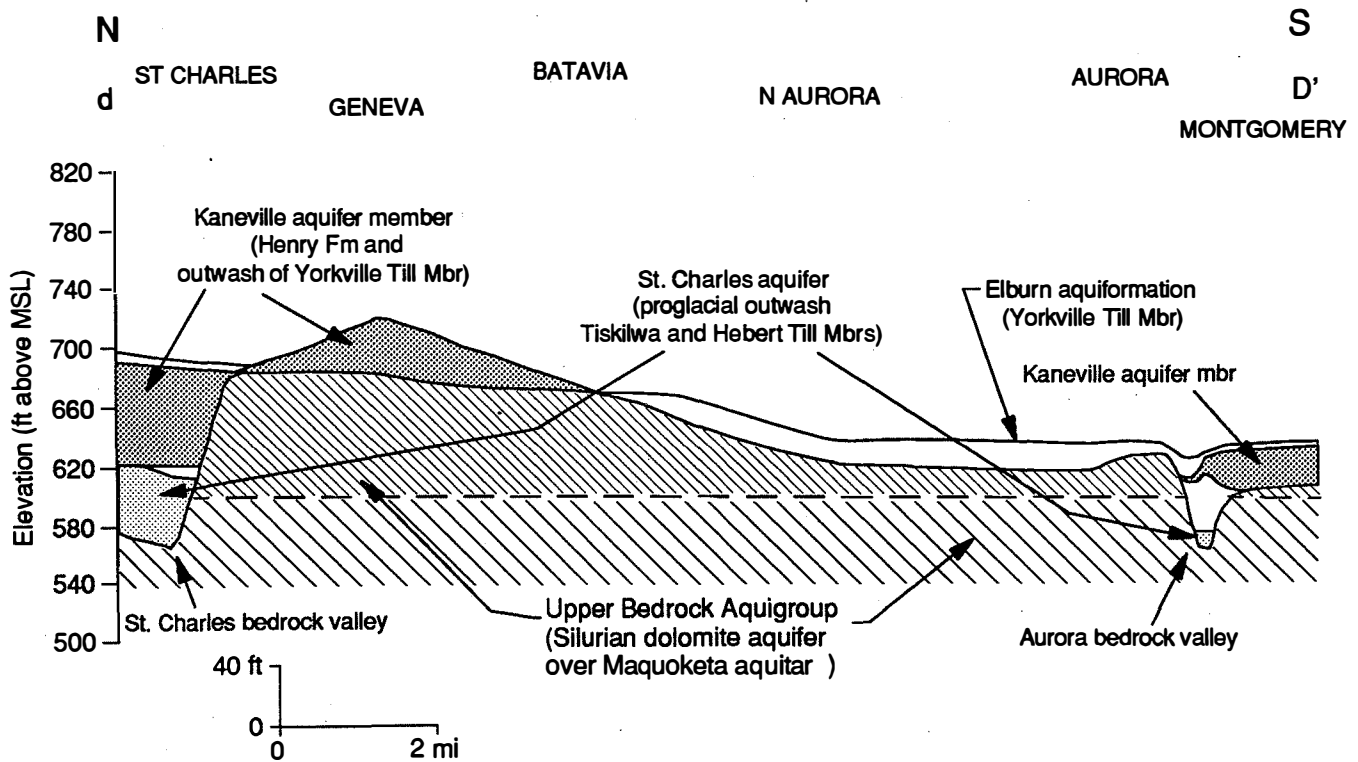 N
S
ST CHARLES
BATAVIA
AURORA
d
GENEVA
N AURORA
D'
MONTGOMERY
820
780
740
700
660
620
580
540
500
Elevation (ft above MSL)
Kaneville aquifer member
(Henry Fm and
outwash of Yorkville Till Mbr)
St. Charles aquifer
(proglacial outwash
Tiskilwa and Hebert Till Mbrs)
Elburn aquiformation
(Yorkville Till Mbr)
Kaneville aquifer mbr
St. Charles bedrock valley
Upper Bedrock Aquigroup
(Silurian dolomite aquifer
over Maquoketa aquitar )
Aurora bedrock valley
40 ft
0
0
2 mi